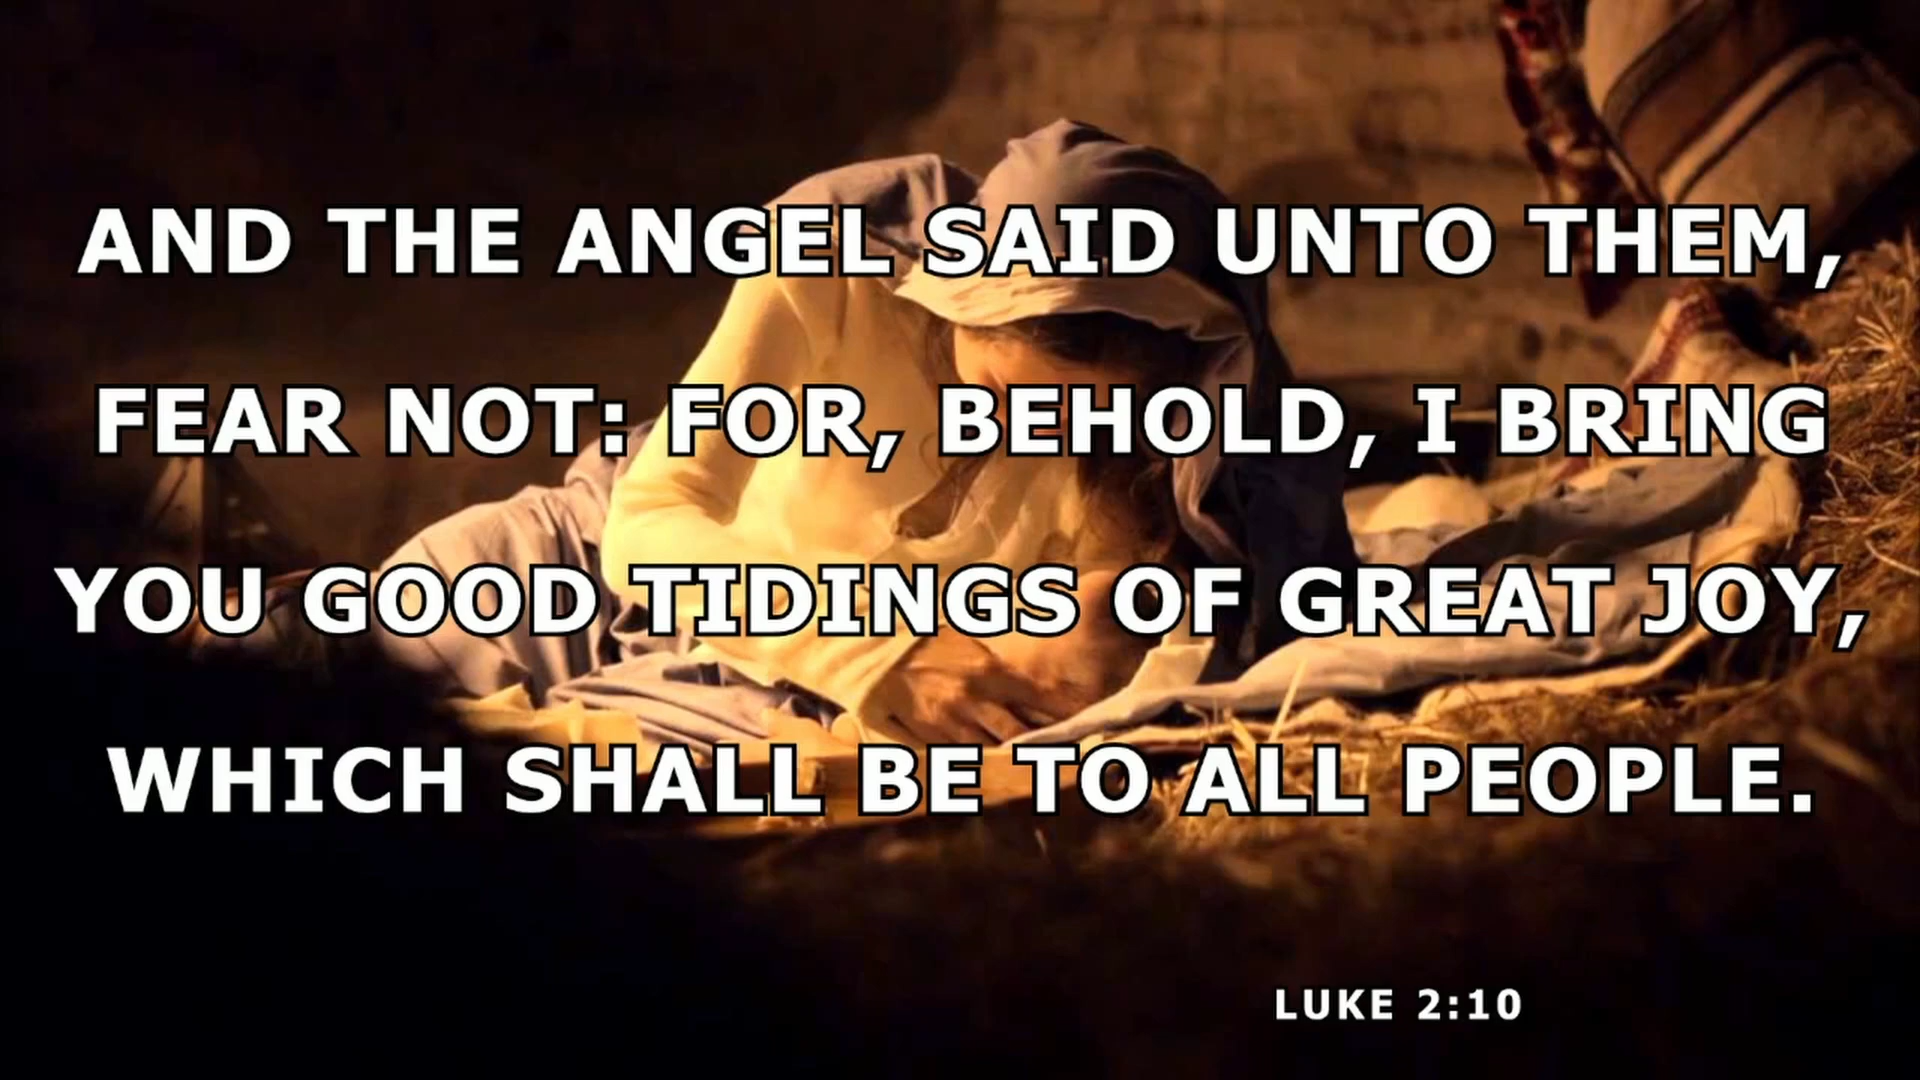 AND THE ANGEL SAID UNTO THEM,
FEAR NOT: FOR, BEHOLD, I BRING
YOU GOOD TIDINGS OF GREAT JOY,
WHICH SHALL BE TO ALL PEOPLE.
LUKE 2:10